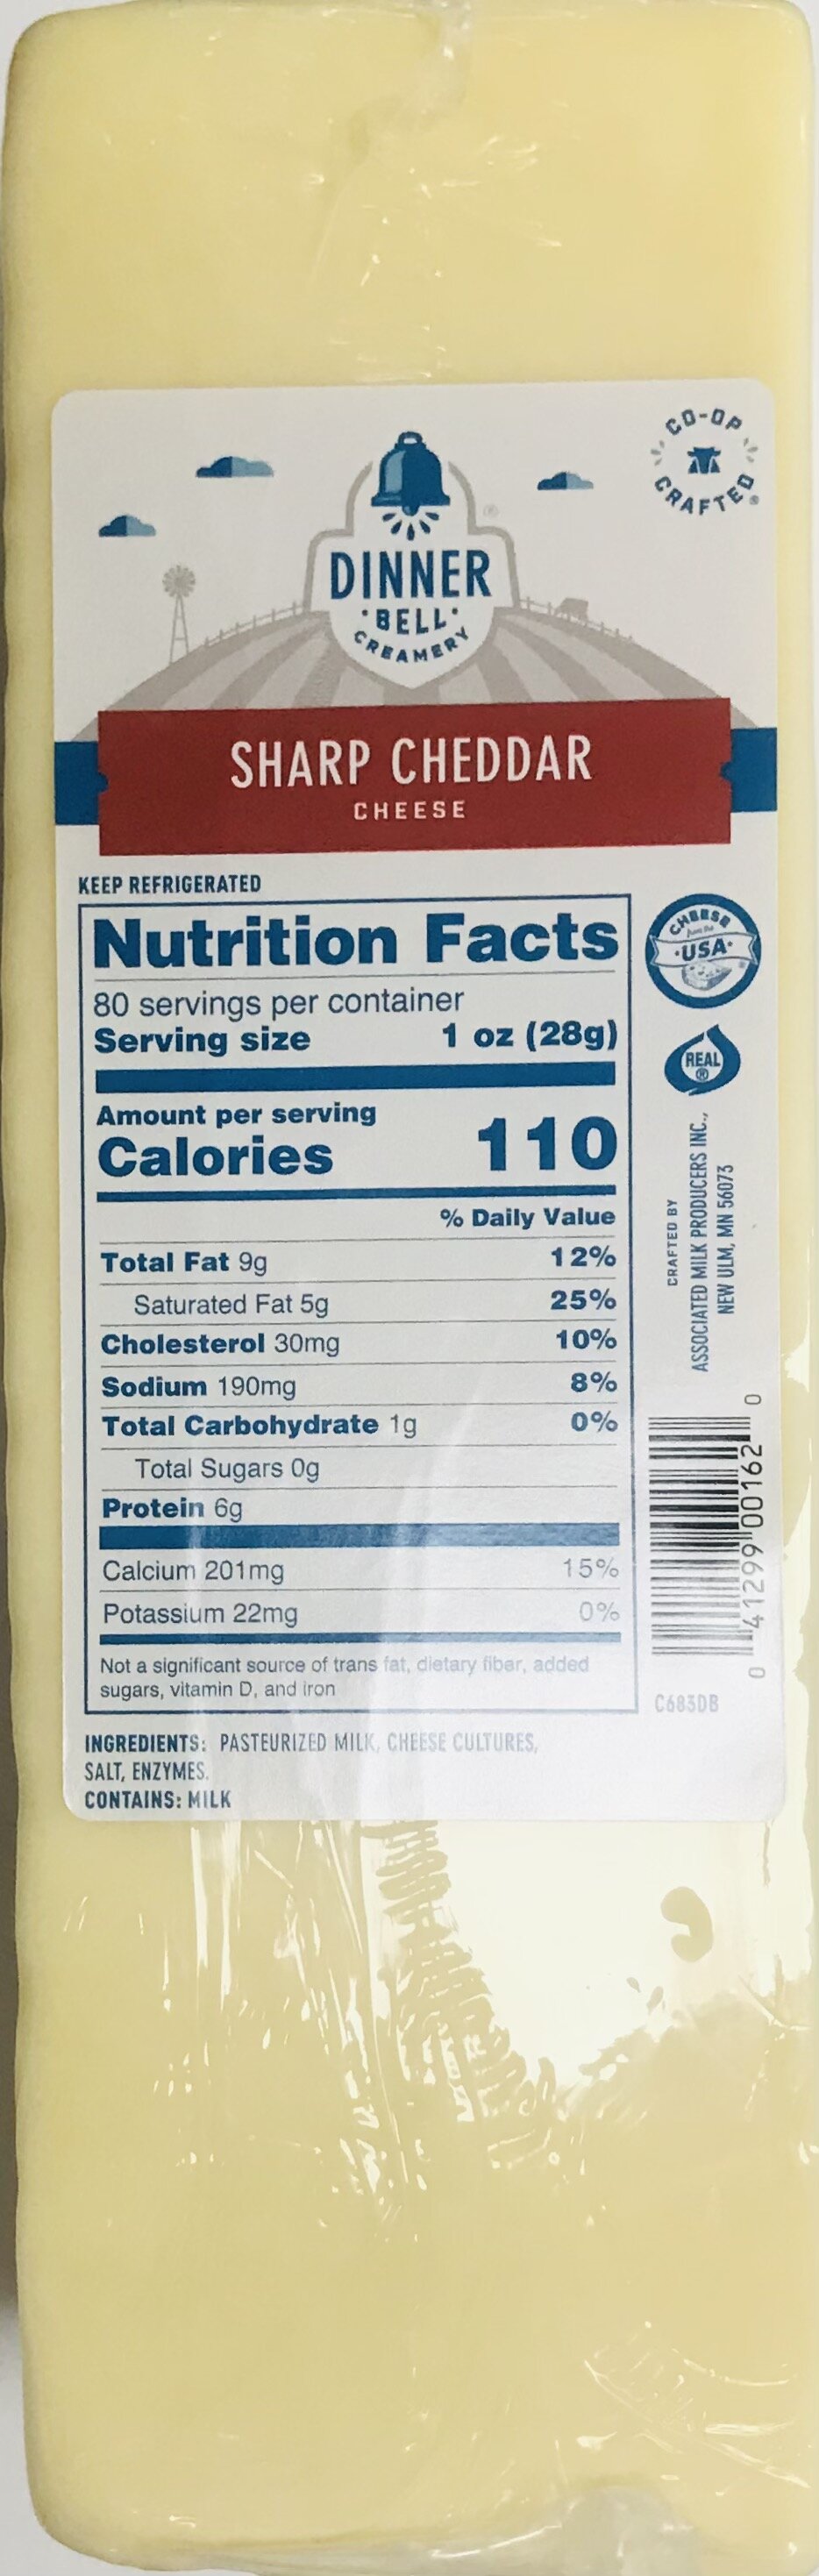 CO-OP
CRAFTED®
®
DINNER
·BELL·
CREAMERY
SHARP CHEDDAR
CHEESE
KEEP REFRIGERATED
Nutrition Facts
80 servings per container
Serving size 1 oz (28g)
Amount per serving
Calories 110
% Daily Value
Total Fat 9g 12%
Saturated Fat 5g 25%
Cholesterol 30mg 10%
Sodium 190mg 8%
Total Carbohydrate 1g 0%
Total Sugars 0g
Protein 6g
Calcium 201mg 15%
Potassium 22mg 0%
Not a significant source of trans fat, dietary fiber, added
sugars, vitamin D, and iron
INGREDIENTS: PASTEURIZED MILK, CHEESE CULTURES,
SALT, ENZYMES.
CONTAINS: MILK
CHEESE
from the
·USA·
REAL
®
CRAFTED BY
ASSOCIATED MILK PRODUCERS INC.,
NEW ULM, MN 56073
0 41299 00162 0
C683DB